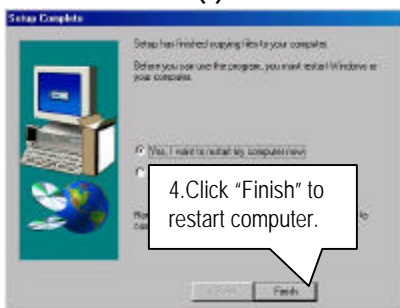 Setup Complete
Setup has finished copying files to your computer.
Before you can use the program, you must restart Windows or
your computer.
Yes, I want to restart my computer now.
4.Click “Finish” to
restart computer.
to
Finish